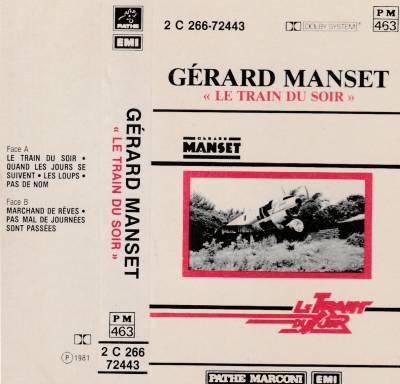 Face A
LE TRAIN DU SOIR •
QUAND LES JOURS SE
SUIVENT • LES LOUPS •
PAS DE NOM
Face B
MARCHAND DE RÊVES •
PAS MAL DE JOURNEES
SONT PASSÉES
P 1981
PATHE
EMI
GÉRARD MANSET
« LE TRAIN DU SOIR »
PM
463
2 C 266
72443
2 C 266-72443
DOLBY SYSTEM
PM
463
GÉRARD MANSET
« LE TRAIN DU SOIR »
GERARD
MANSET
LE TRAIN
DU SOIR
PATHE MARCONI EMI